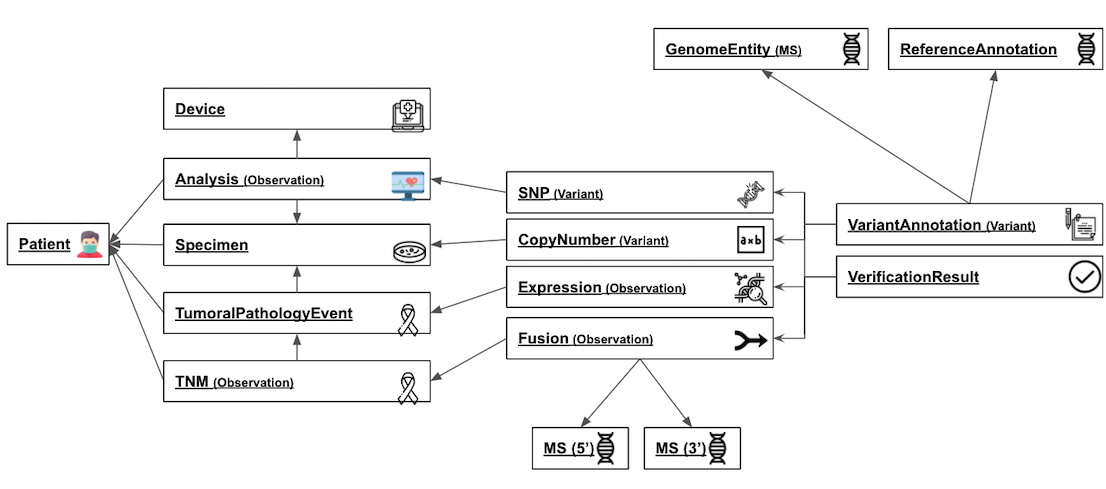 GenomeEntity (MS)
ReferenceAnnotation
Device
Analysis (Observation)
SNP (Variant)
VariantAnnotation (Variant)
Patient
Specimen
CopyNumber (Variant)
a x b
VerificationResult
Expression (Observation)
TumoralPathologyEvent
Fusion (Observation)
TNM (Observation)
MS (5’)
MS (3’)